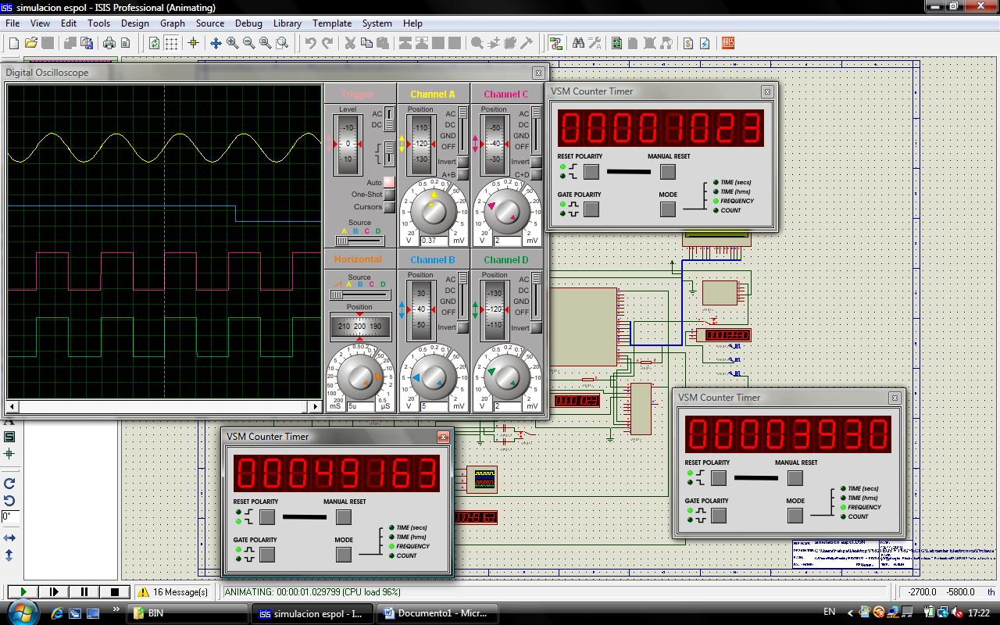 simulacion espol - ISIS Professional (Animating)
File View Edit Tools Design Graph Source Debug Library Template System Help
Digital Oscilloscope
Trigger
Level
AC
DC
-10
0
10
Auto
One-Shot
Cursors
Source
A B C D
Channel A
Position
110
120
-130
AC
DC
GND
OFF
Invert
A+B
V 0.37 mV
Channel C
Position
-50
-40
-30
AC
DC
GND
OFF
Invert
C+D
V 2 mV
Horizontal
Source
A B C D
Position
210 200 190
mS 5u µS
Channel B
Position
30
40
50
AC
DC
GND
OFF
Invert
V 5 mV
Channel D
Position
-130
-120
-110
AC
DC
GND
OFF
Invert
V 2 mV
VSM Counter Timer
00001023
RESET POLARITY MANUAL RESET
GATE POLARITY MODE
TIME (secs)
TIME (hms)
FREQUENCY
COUNT
VSM Counter Timer
00003930
RESET POLARITY MANUAL RESET
GATE POLARITY MODE
TIME (secs)
TIME (hms)
FREQUENCY
COUNT
VSM Counter Timer
00049163
RESET POLARITY MANUAL RESET
GATE POLARITY MODE
TIME (secs)
TIME (hms)
FREQUENCY
COUNT
0°
16 Message(s)
ANIMATING: 00:00:01.029799 (CPU load 96%)
-2700.0 -5800.0 th
BIN
simulacion espol - I...
Documento1 - Micr...
EN
17:22